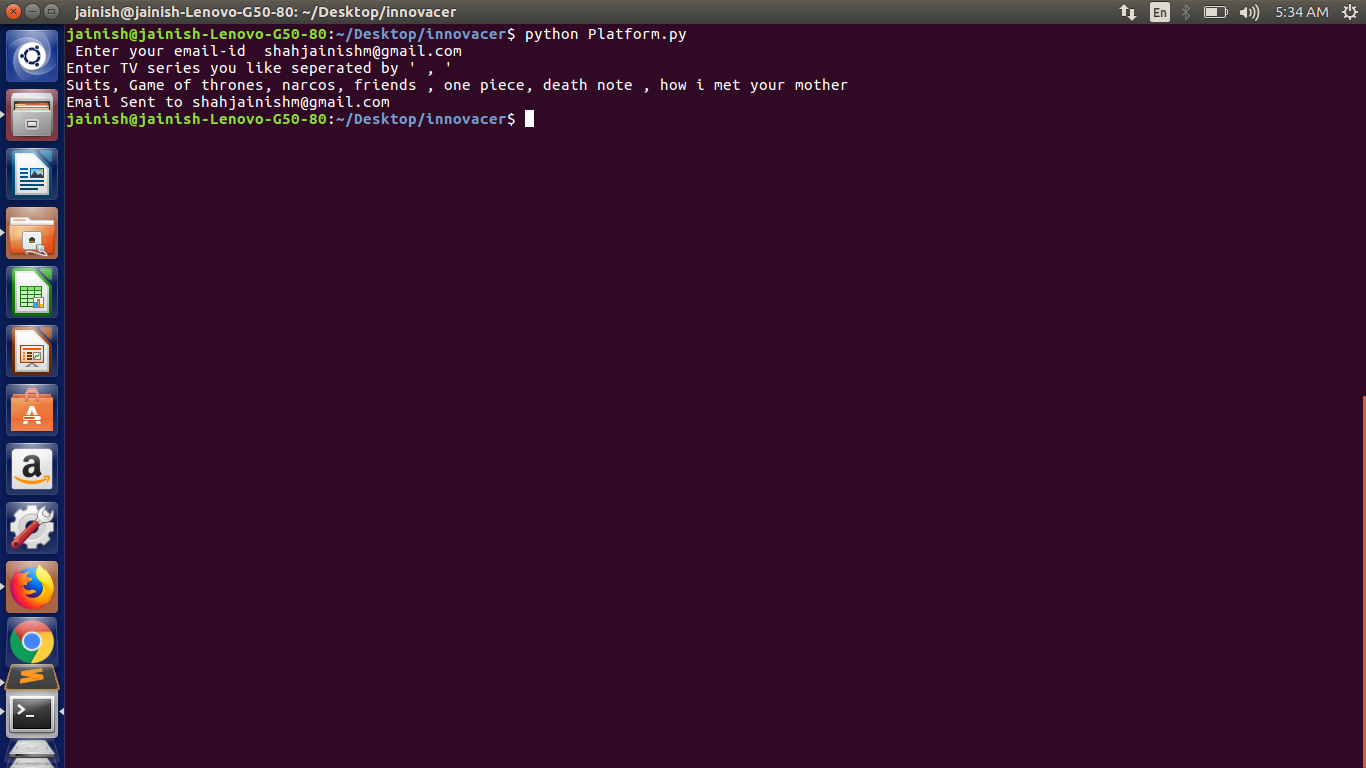 jainish@jainish-Lenovo-G50-80: ~/Desktop/innovacer
En
5:34 AM
jainish@jainish-Lenovo-G50-80:~/Desktop/innovacer$ python Platform.py
 Enter your email-id  shahjainishm@gmail.com
Enter TV series you like seperated by ' , '
Suits, Game of thrones, narcos, friends , one piece, death note , how i met your mother
Email Sent to shahjainishm@gmail.com
jainish@jainish-Lenovo-G50-80:~/Desktop/innovacer$
A
a
>_